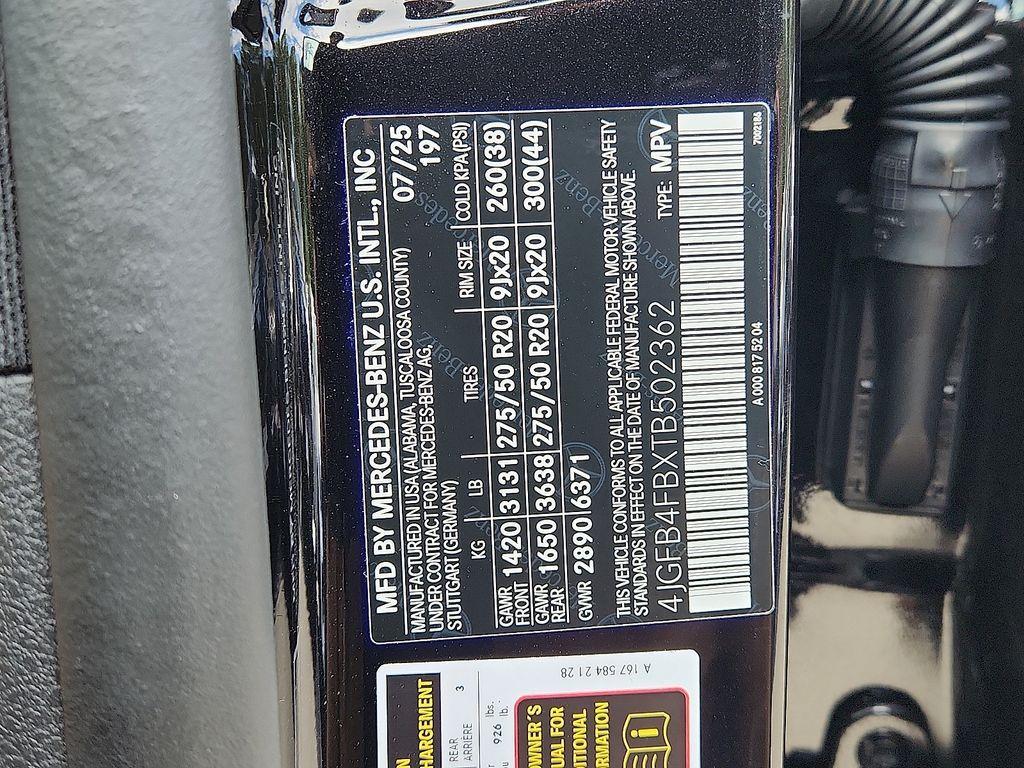 MFD BY MERCEDES-BENZ U.S. INTL., INC
MANUFACTURED IN USA (ALABAMA, TUSCALOOSA COUNTY) 07/25
UNDER CONTRACT FOR MERCEDES-BENZ AG, 197
STUTTGART (GERMANY)
KG LB TIRES RIM SIZE COLD KPA(PSI)
GAWR FRONT 1420 3131 275/50 R20 9Jx20 260(38)
GAWR REAR 1650 3638 275/50 R20 9Jx20 300(44)
GVWR 2890 6371
THIS VEHICLE CONFORMS TO ALL APPLICABLE FEDERAL MOTOR VEHICLE SAFETY
STANDARDS IN EFFECT ON THE DATE OF MANUFACTURE SHOWN ABOVE.
4JGFB4FBXTB502362 TYPE: MPV
A 000 817 52 04 7002186
HARGEMENT
REAR 3
ARRIÈRE
926 lbs.
lb.
OWNER'S
UAL FOR
ITIONAL
RMATION
A 167 584 21 28